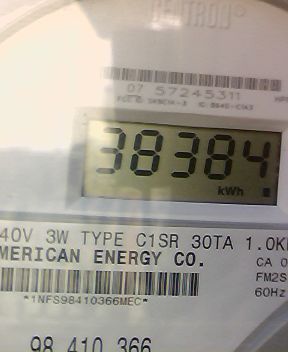 CENTRON®
07 57245311
38384
kWh
40V 3W TYPE C1SR 30TA 1.0K
MERICAN ENERGY CO.
CA 0
FM2S
*1NFS98410366MEC*
60Hz
98 410 366